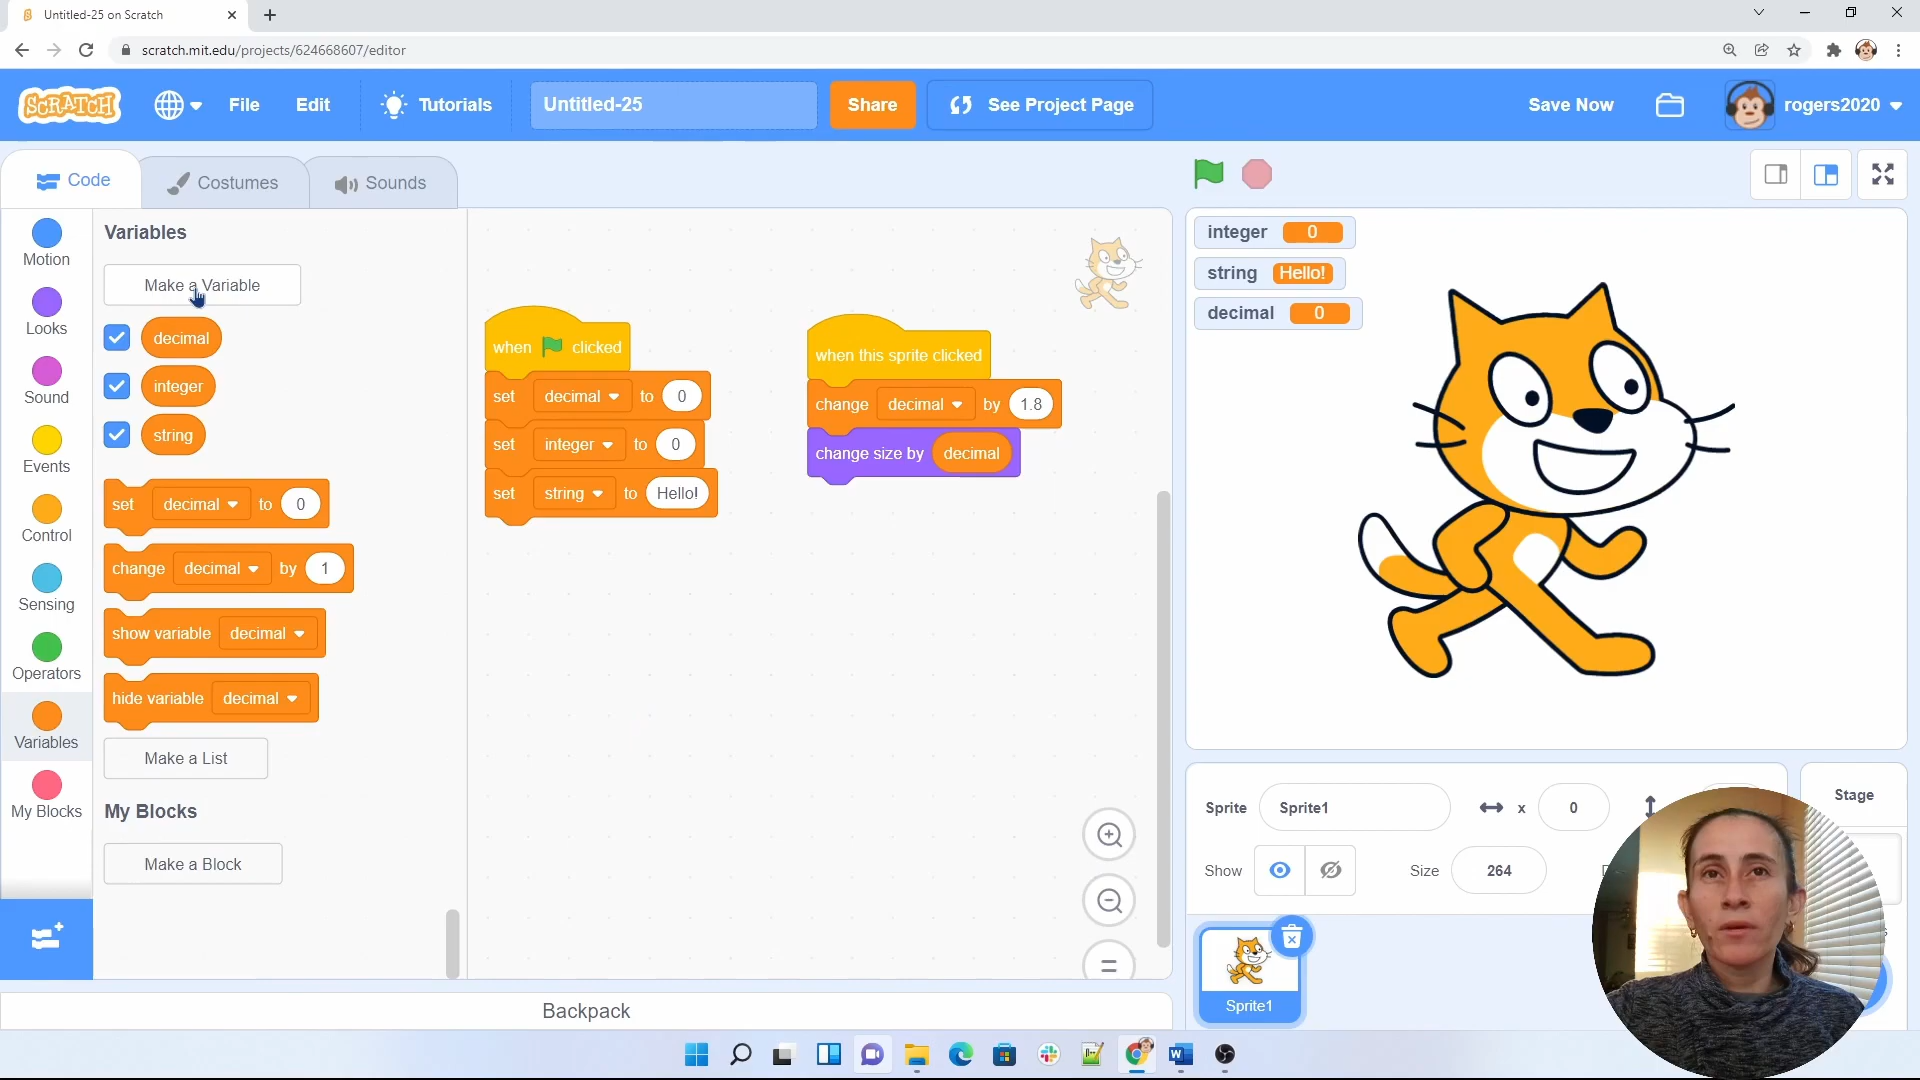 Untitled-25 on Scratch
scratch.mit.edu/projects/624668607/editor
SCRATCH
File
Edit
Tutorials
Untitled-25
Share
See Project Page
Save Now
rogers2020
Code
Costumes
Sounds
Motion
Looks
Sound
Events
Control
Sensing
Operators
Variables
My Blocks
Variables
Make a Variable
decimal
integer
string
set decimal to 0
change decimal by 1
show variable decimal
hide variable decimal
Make a List
My Blocks
Make a Block
when clicked
set decimal to 0
set integer to 0
set string to Hello!
when this sprite clicked
change decimal by 1.8
change size by decimal
integer 0
string Hello!
decimal 0
Sprite Sprite1 x 0
Show Size 264
Sprite1
Stage
Backpack